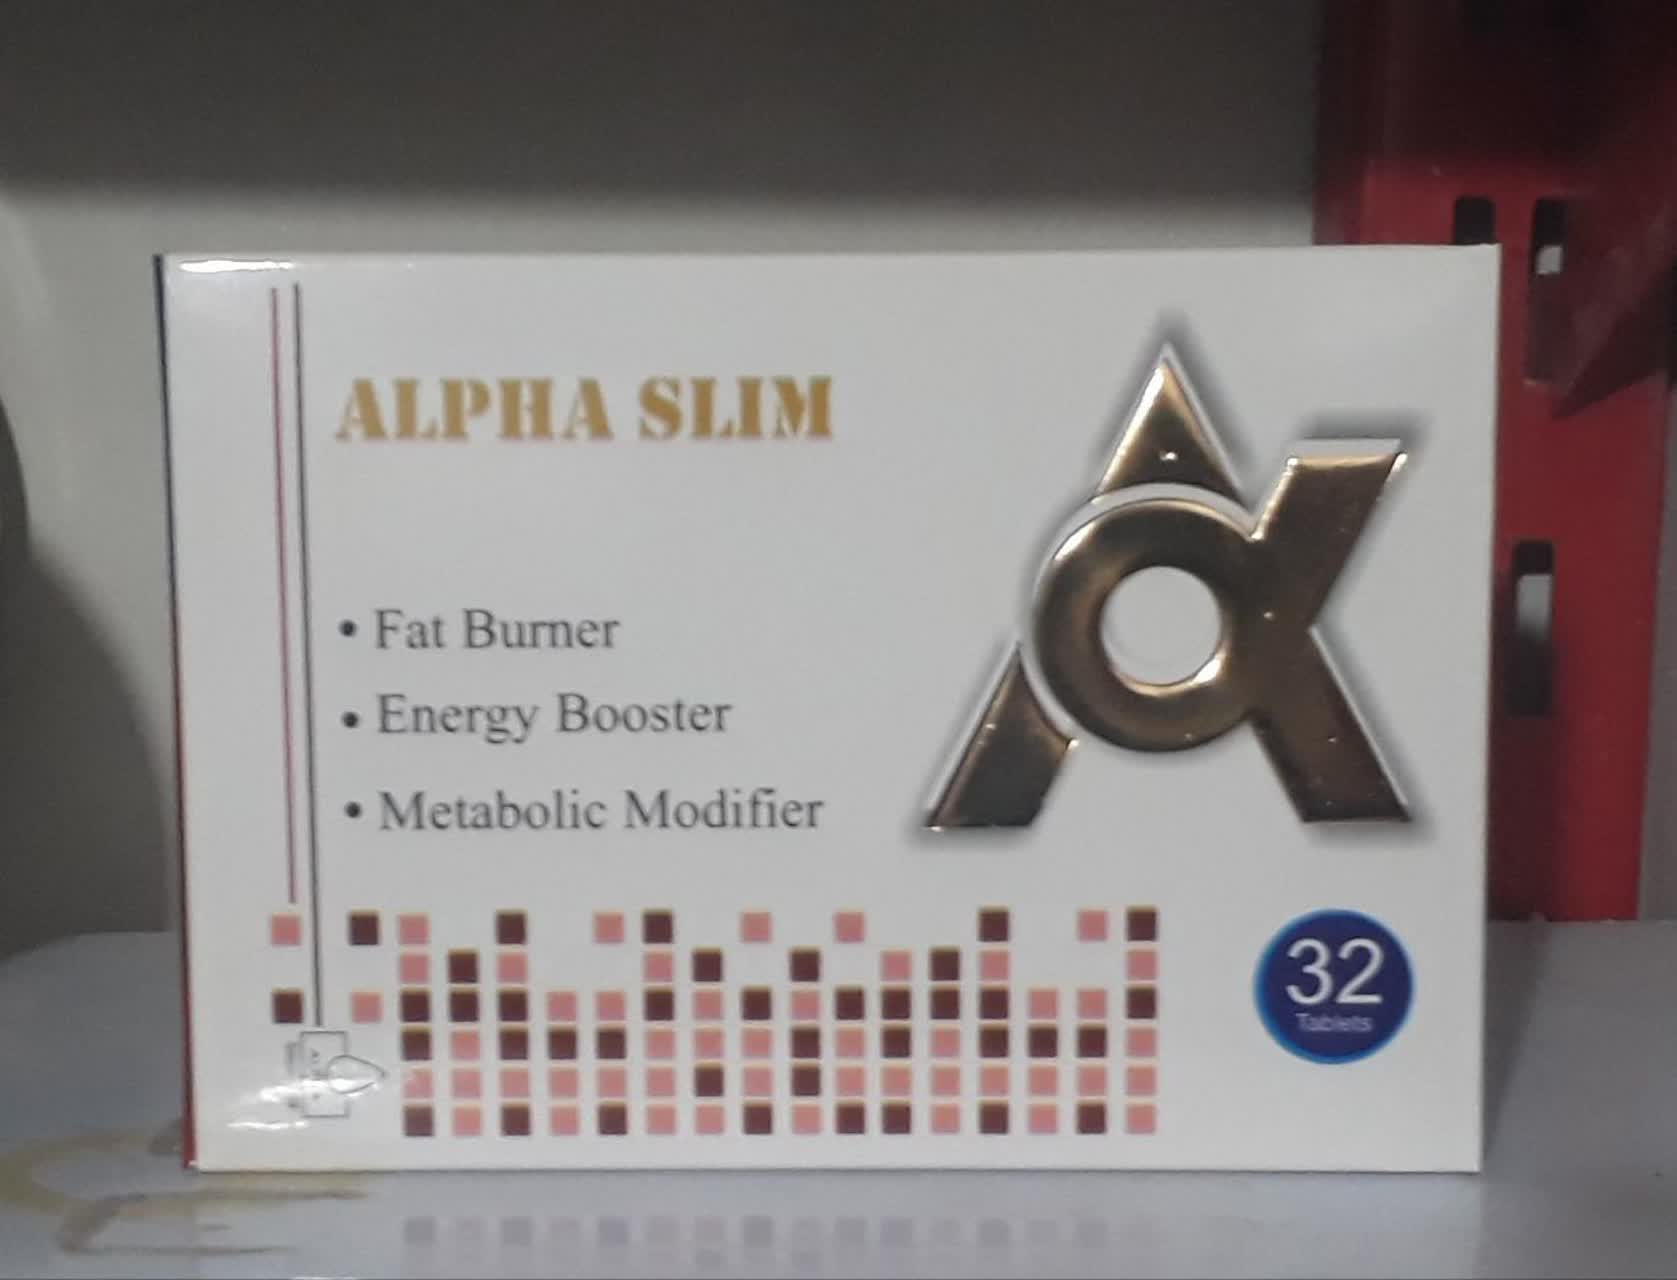 ALPHA SLIM
• Fat Burner
• Energy Booster
• Metabolic Modifier
32
Tablets